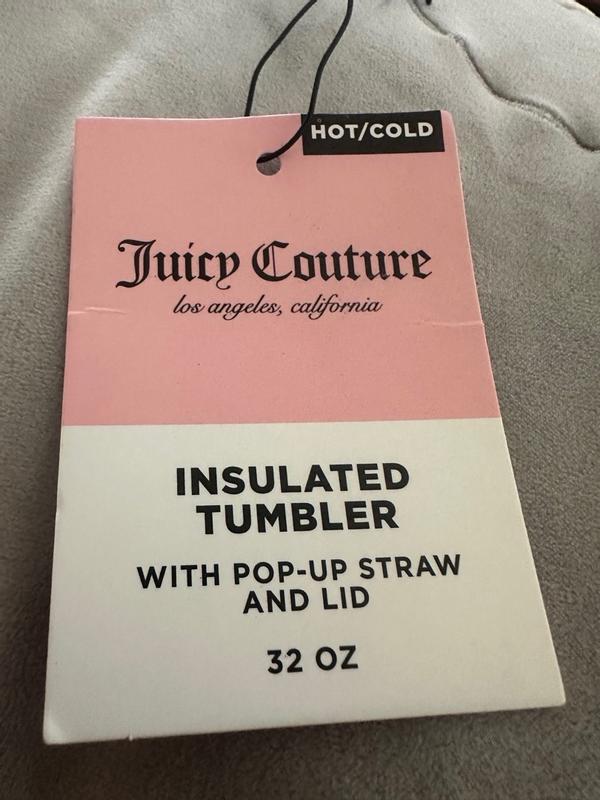 HOT/COLD
Juicy Couture
los angeles, california
INSULATED
TUMBLER
WITH POP-UP STRAW
AND LID
32 OZ